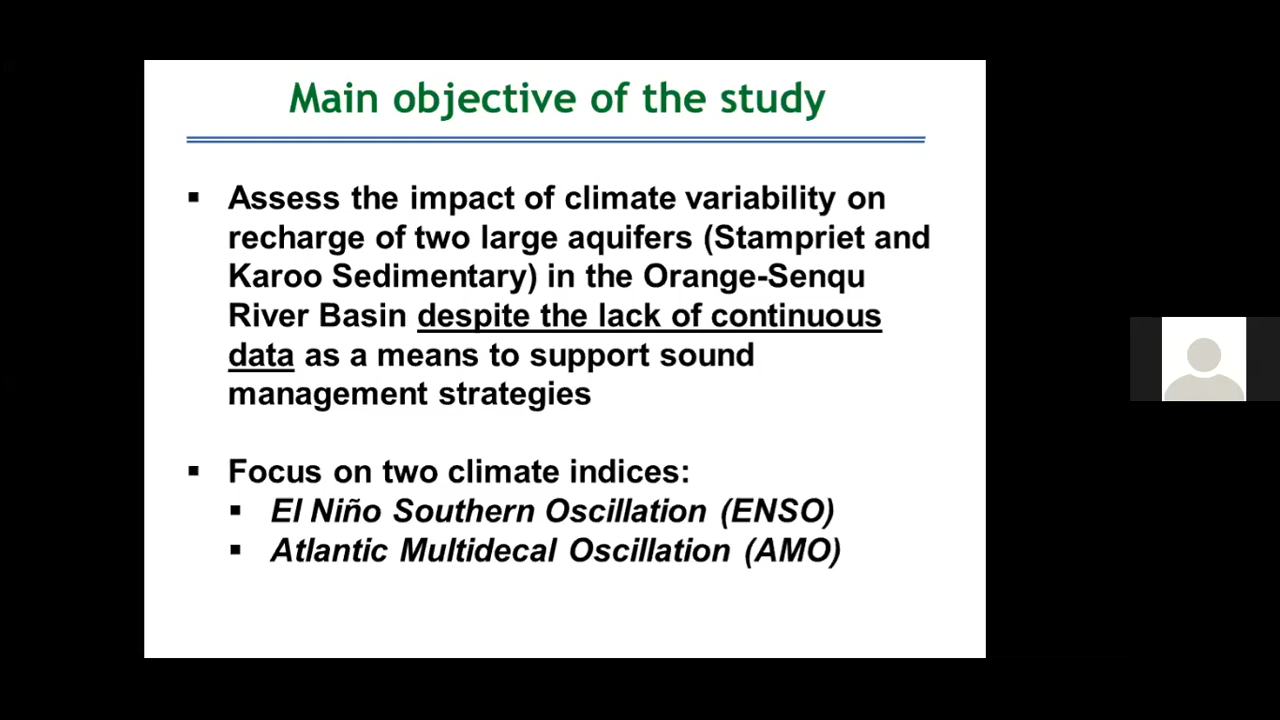 Main objective of the study
▪ Assess the impact of climate variability on
recharge of two large aquifers (Stampriet and
Karoo Sedimentary) in the Orange-Senqu
River Basin despite the lack of continuous
data as a means to support sound
management strategies
▪ Focus on two climate indices:
▪ El Niño Southern Oscillation (ENSO)
▪ Atlantic Multidecal Oscillation (AMO)